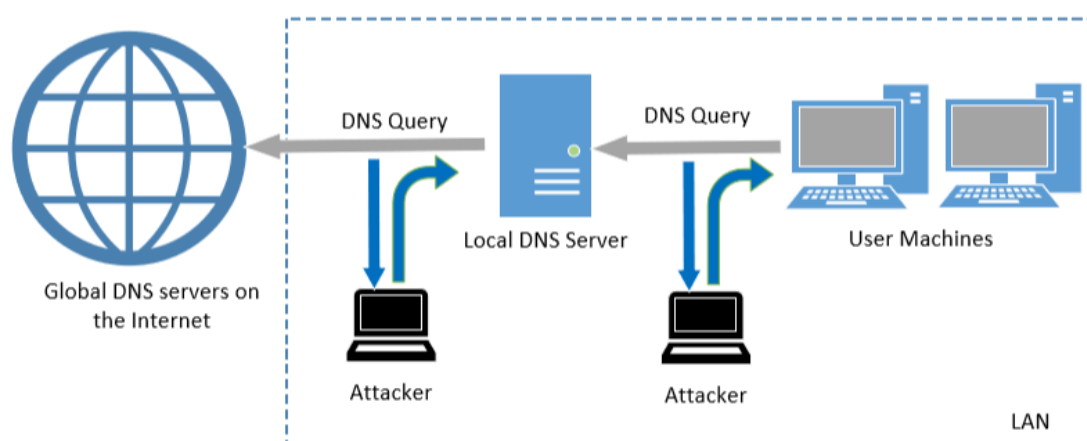 DNS Query
DNS Query
Local DNS Server
User Machines
Global DNS servers on
the Internet
Attacker
Attacker
LAN